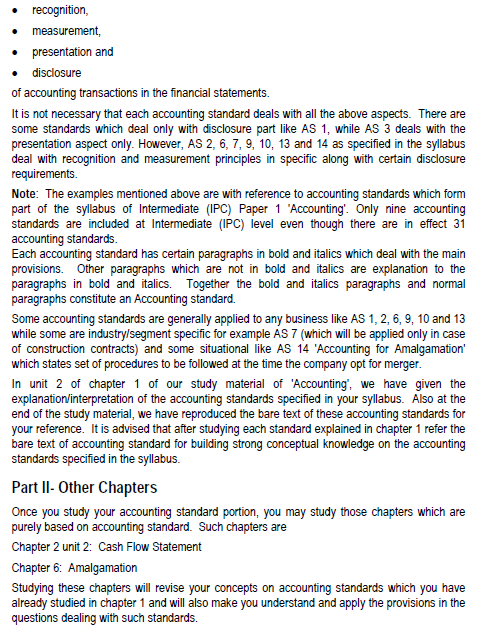 • recognition,
• measurement,
• presentation and
• disclosure
of accounting transactions in the financial statements.
It is not necessary that each accounting standard deals with all the above aspects. There are
some standards which deal only with disclosure part like AS 1, while AS 3 deals with the
presentation aspect only. However, AS 2, 6, 7, 9, 10, 13 and 14 as specified in the syllabus
deal with recognition and measurement principles in specific along with certain disclosure
requirements.
Note: The examples mentioned above are with reference to accounting standards which form
part of the syllabus of Intermediate (IPC) Paper 1 'Accounting'. Only nine accounting
standards are included at Intermediate (IPC) level even though there are in effect 31
accounting standards.
Each accounting standard has certain paragraphs in bold and italics which deal with the main
provisions. Other paragraphs which are not in bold and italics are explanation to the
paragraphs in bold and italics. Together the bold and italics paragraphs and normal
paragraphs constitute an Accounting standard.
Some accounting standards are generally applied to any business like AS 1, 2, 6, 9, 10 and 13
while some are industry/segment specific for example AS 7 (which will be applied only in case
of construction contracts) and some situational like AS 14 'Accounting for Amalgamation'
which states set of procedures to be followed at the time the company opt for merger.
In unit 2 of chapter 1 of our study material of 'Accounting', we have given the
explanation/interpretation of the accounting standards specified in your syllabus. Also at the
end of the study material, we have reproduced the bare text of these accounting standards for
your reference. It is advised that after studying each standard explained in chapter 1 refer the
bare text of accounting standard for building strong conceptual knowledge on the accounting
standards specified in the syllabus.
Part II- Other Chapters
Once you study your accounting standard portion, you may study those chapters which are
purely based on accounting standard. Such chapters are
Chapter 2 unit 2: Cash Flow Statement
Chapter 6: Amalgamation
Studying these chapters will revise your concepts on accounting standards which you have
already studied in chapter 1 and will also make you understand and apply the provisions in the
questions dealing with such standards.